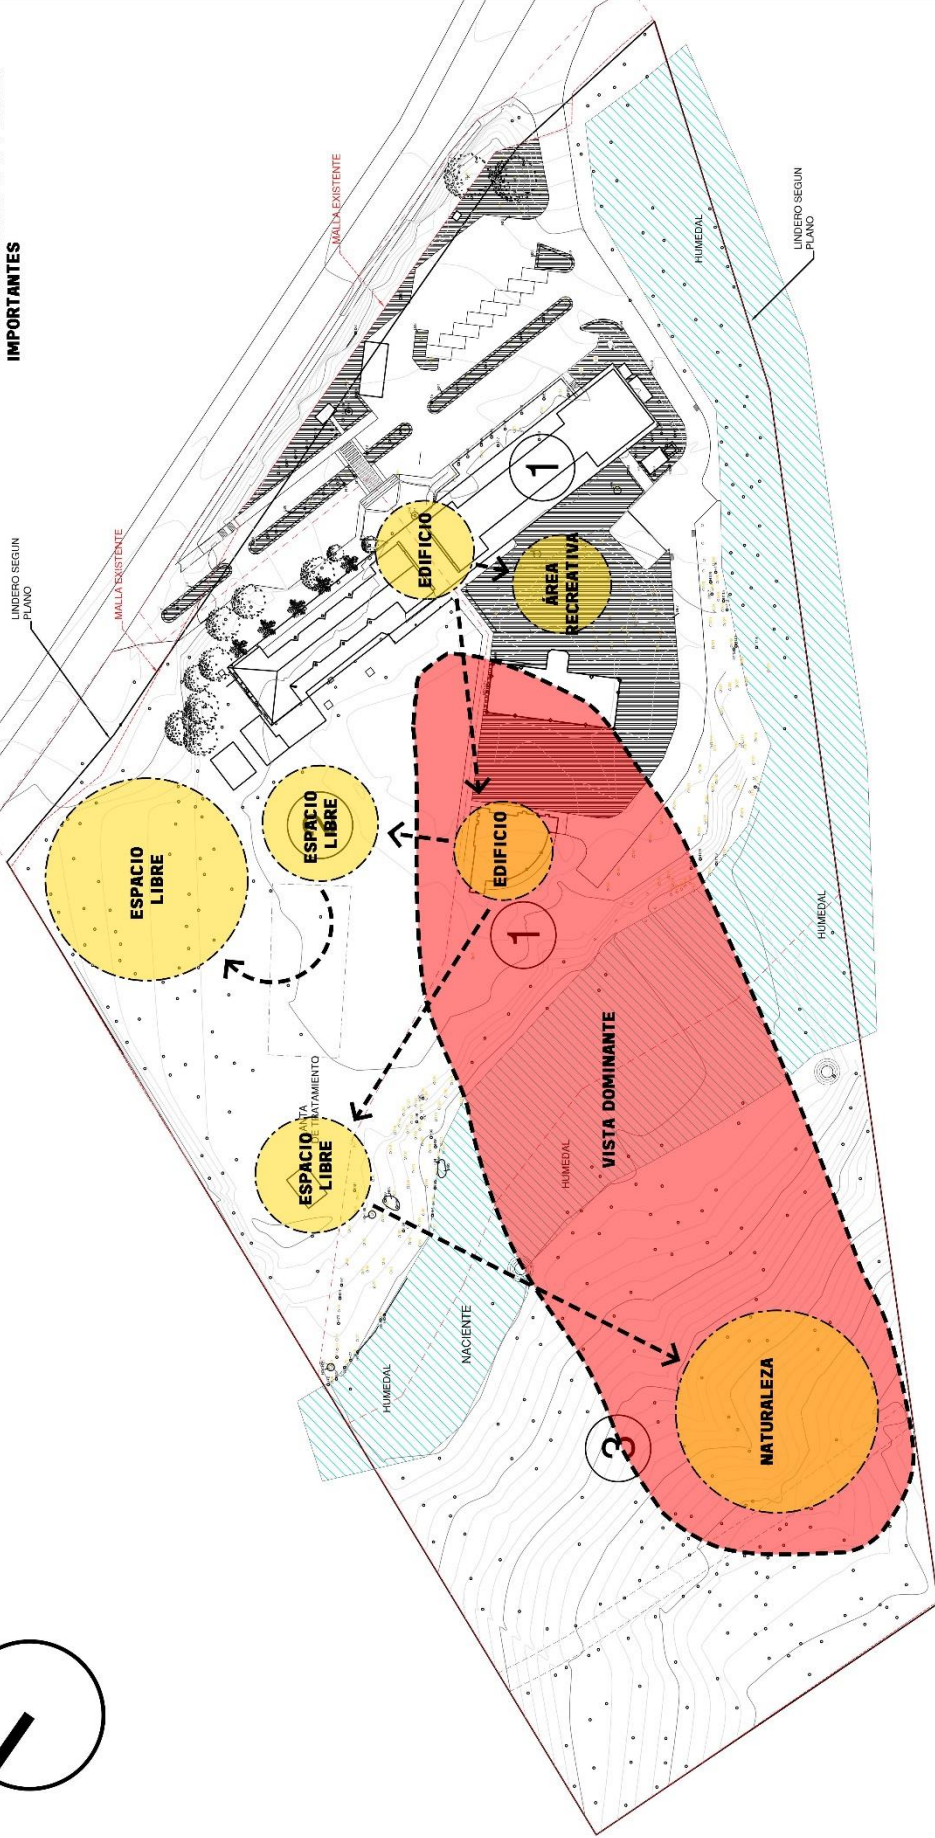 IMPORTANTES
LINDERO SEGUN
PLANO
MALLA EXISTENTE
ESPACIO
LIBRE
ESPACIO
LIBRE
DE TRATAMIENTO
ESPACIO
LIBRE
MALLA EXISTENTE
HUMEDAL
EDIFICIO
NACIENTE
EDIFICIO
1
1
ÁREA
RECREATIVA
HUMEDAL
VISTA DOMINANTE
3
HUMEDAL
NATURALEZA
LINDERO SEGUN
PLANO
HUMEDAL